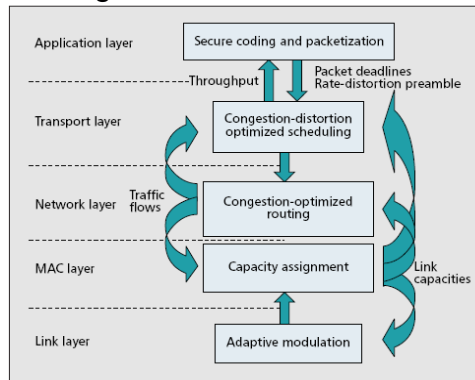 Application layer
Secure coding and packetization
Throughput
Packet deadlines
Rate-distortion preamble
Transport layer
Congestion-distortion
optimized scheduling
Traffic
flows
Network layer
Congestion-optimized
routing
MAC layer
Capacity assignment
Link
capacities
Link layer
Adaptive modulation